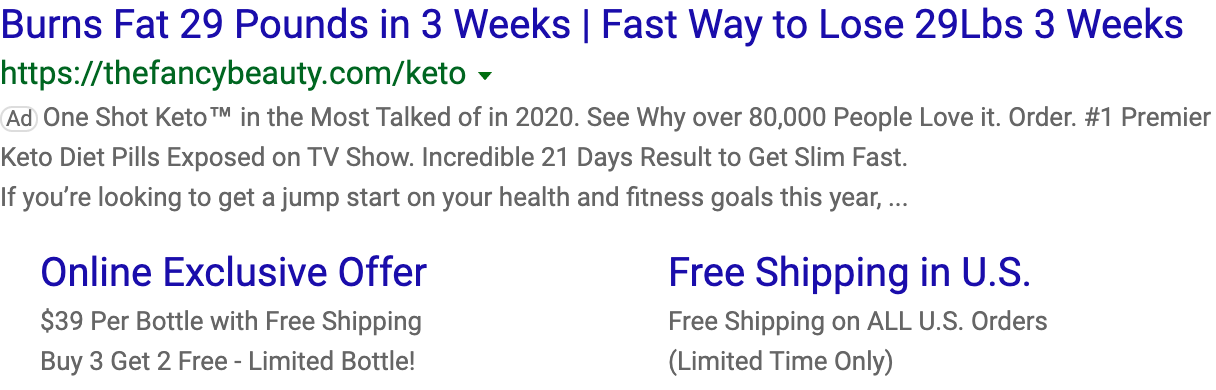 Burns Fat 29 Pounds in 3 Weeks | Fast Way to Lose 29Lbs 3 Weeks
https://thefancybeauty.com/keto
Ad One Shot Keto™ in the Most Talked of in 2020. See Why over 80,000 People Love it. Order. #1 Premier
Keto Diet Pills Exposed on TV Show. Incredible 21 Days Result to Get Slim Fast.
If you’re looking to get a jump start on your health and fitness goals this year, ...
Online Exclusive Offer
$39 Per Bottle with Free Shipping
Buy 3 Get 2 Free - Limited Bottle!
Free Shipping in U.S.
Free Shipping on ALL U.S. Orders
(Limited Time Only)